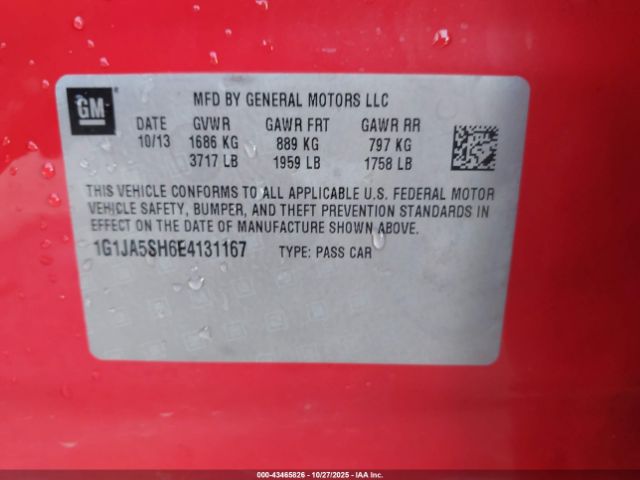 GM
MFD BY GENERAL MOTORS LLC
DATE GVWR GAWR FRT GAWR RR
10/13 1686 KG 889 KG 797 KG
3717 LB 1959 LB 1758 LB
THIS VEHICLE CONFORMS TO ALL APPLICABLE U.S. FEDERAL MOTOR
VEHICLE SAFETY, BUMPER, AND THEFT PREVENTION STANDARDS IN
EFFECT ON THE DATE OF MANUFACTURE SHOWN ABOVE.
1G1JA5SH6E4131167 TYPE: PASS CAR
000-43465826 - 10/27/2025 - IAA Inc.